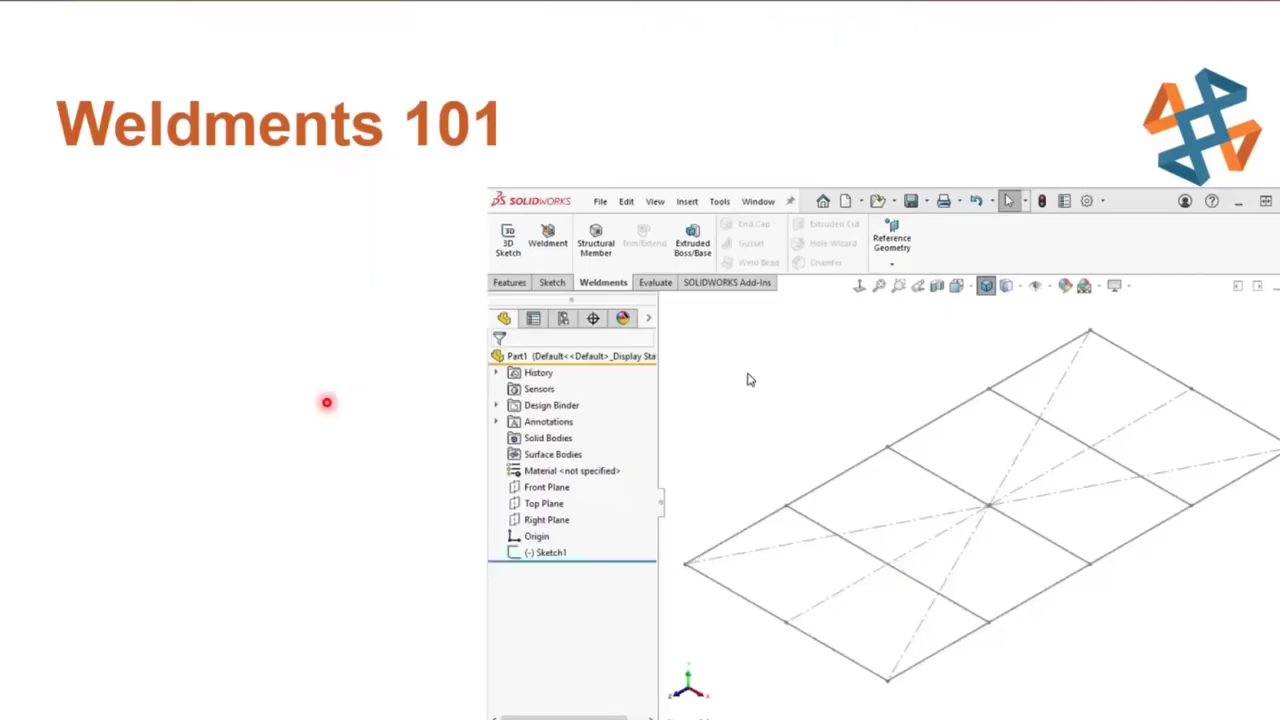 Weldments 101
SOLIDWORKS File Edit View Insert Tools Window
3D Sketch
Weldment
Structural Member
Trim/Extend
Extruded Boss/Base
End Cap
Gusset
Weld Bead
Extruded Cut
Hole Wizard
Chamfer
Reference Geometry
Features Sketch Weldments Evaluate SOLIDWORKS Add-Ins
Part1 (Default<<Default>_Display Sta
History
Sensors
Design Binder
Annotations
Solid Bodies
Surface Bodies
Material <not specified>
Front Plane
Top Plane
Right Plane
Origin
(-) Sketch1